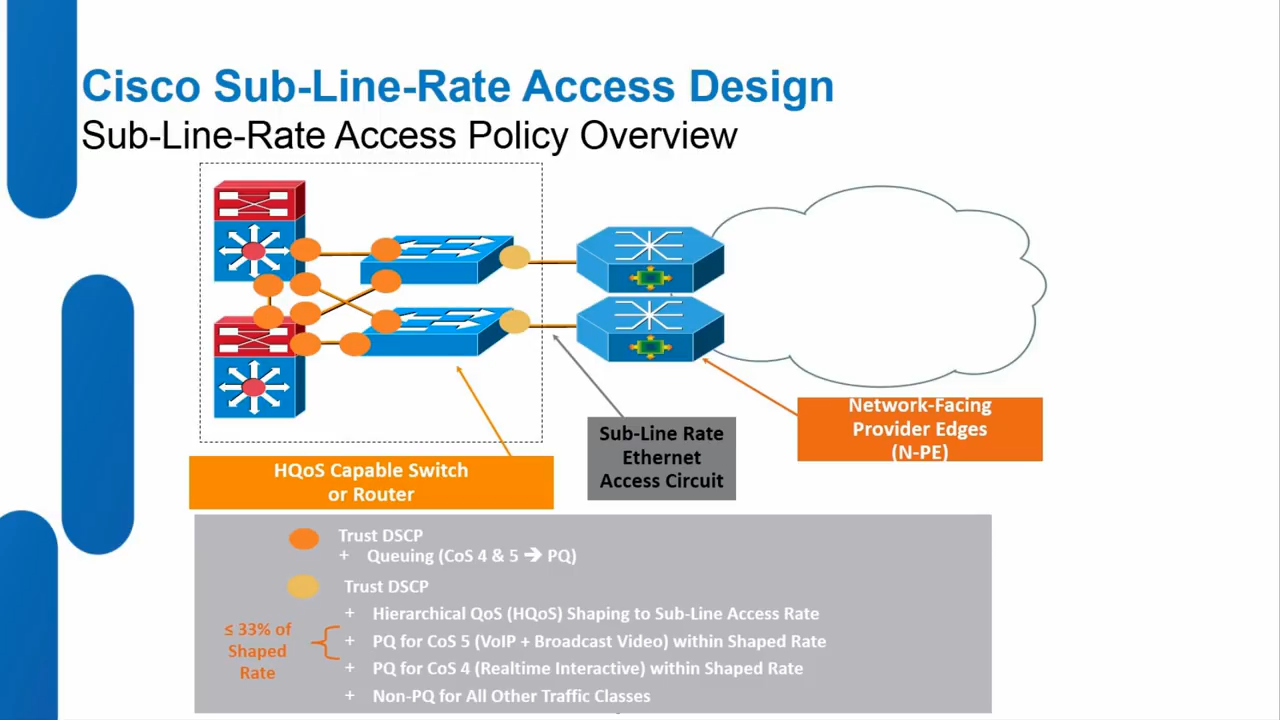 Cisco Sub-Line-Rate Access Design
Sub-Line-Rate Access Policy Overview
Network-Facing
Provider Edges
(N-PE)
Sub-Line Rate
Ethernet
Access Circuit
HQoS Capable Switch
or Router
Trust DSCP
+ Queuing (CoS 4 & 5 → PQ)
Trust DSCP
+ Hierarchical QoS (HQoS) Shaping to Sub-Line Access Rate
≤ 33% of
Shaped
Rate
+ PQ for CoS 5 (VoIP + Broadcast Video) within Shaped Rate
+ PQ for CoS 4 (Realtime Interactive) within Shaped Rate
+ Non-PQ for All Other Traffic Classes